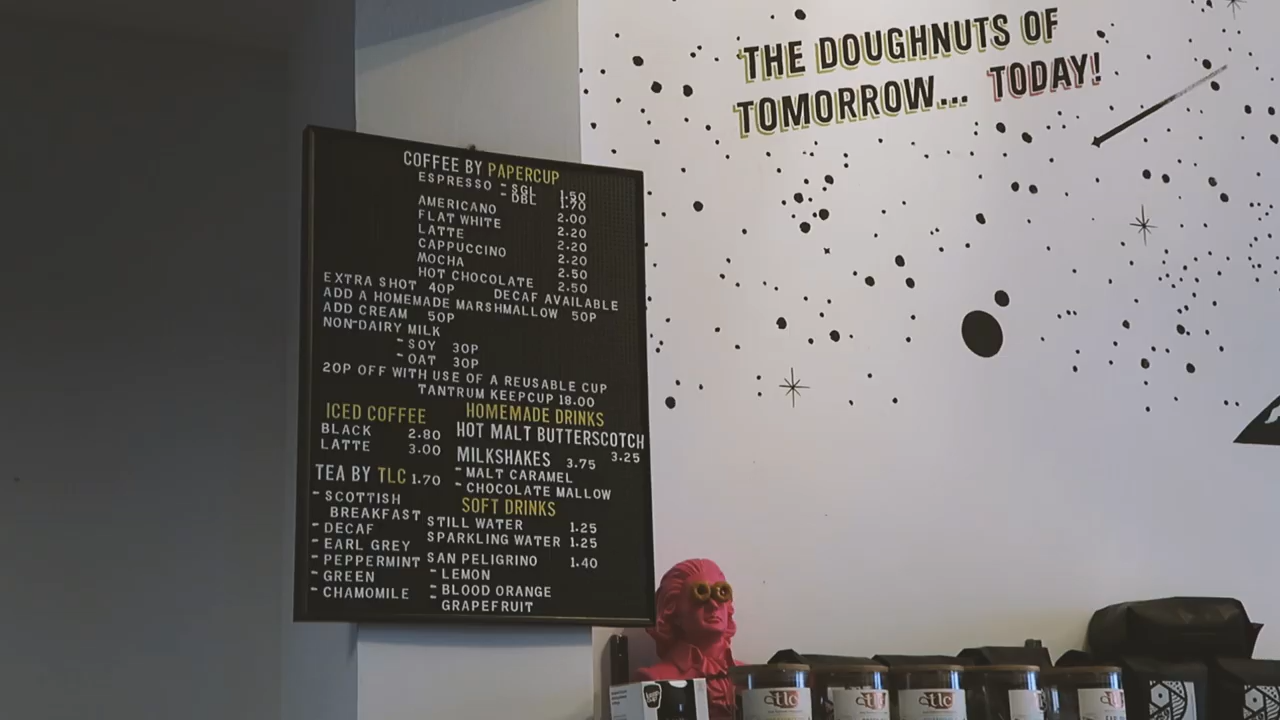 THE DOUGHNUTS OF
TOMORROW... TODAY!
COFFEE BY PAPERCUP
ESPRESSO - SGL 1.50
- DBL 1.70
AMERICANO 2.00
FLAT WHITE 2.20
LATTE 2.20
CAPPUCCINO 2.20
MOCHA 2.50
HOT CHOCOLATE 2.50
EXTRA SHOT 40P DECAF AVAILABLE
ADD A HOMEMADE MARSHMALLOW 50P
ADD CREAM 50P
NON-DAIRY MILK
- SOY 30P
- OAT 30P
20P OFF WITH USE OF A REUSABLE CUP
TANTRUM KEEPCUP 18.00
ICED COFFEE
BLACK 2.80
LATTE 3.00
TEA BY TLC 1.70
- SCOTTISH
BREAKFAST
- DECAF
- EARL GREY
- PEPPERMINT
- GREEN
- CHAMOMILE
HOMEMADE DRINKS
HOT MALT BUTTERSCOTCH
3.25
MILKSHAKES 3.75
- MALT CARAMEL
- CHOCOLATE MALLOW
SOFT DRINKS
STILL WATER 1.25
SPARKLING WATER 1.25
SAN PELIGRINO 1.40
- LEMON
- BLOOD ORANGE
- GRAPEFRUIT
tlc
tlc
tlc